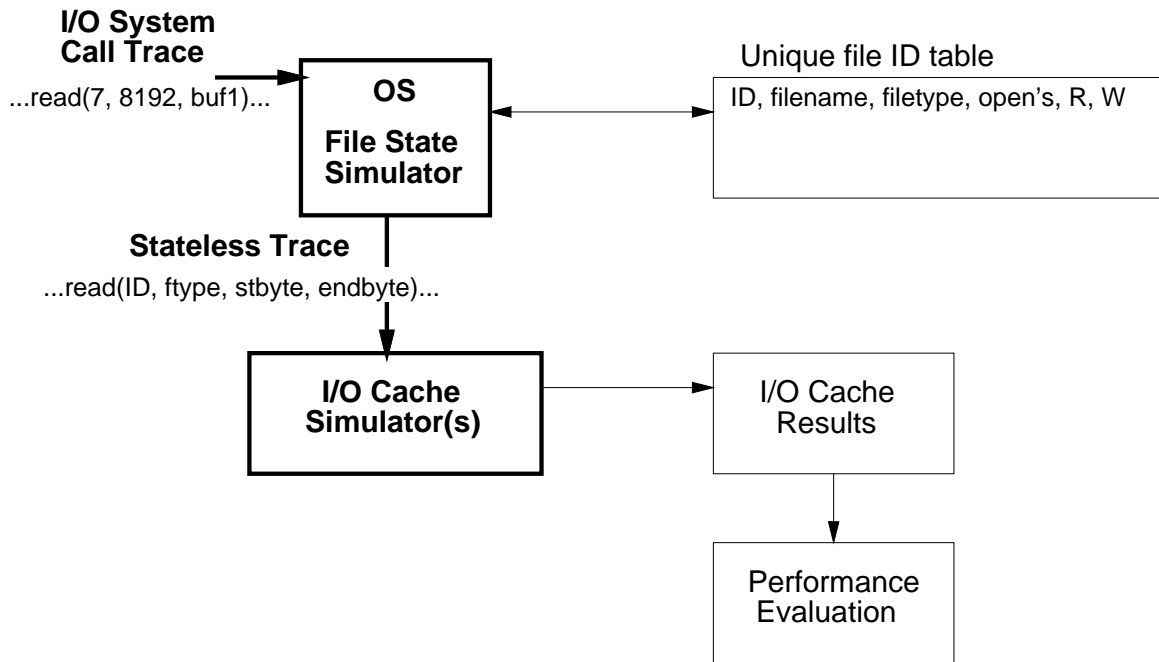 I/O System
Call Trace
...read(7, 8192, buf1)...
OS
File State
Simulator
Unique file ID table
ID, filename, filetype, open's, R, W
Stateless Trace
...read(ID, ftype, stbyte, endbyte)...
I/O Cache
Simulator(s)
I/O Cache
Results
Performance
Evaluation